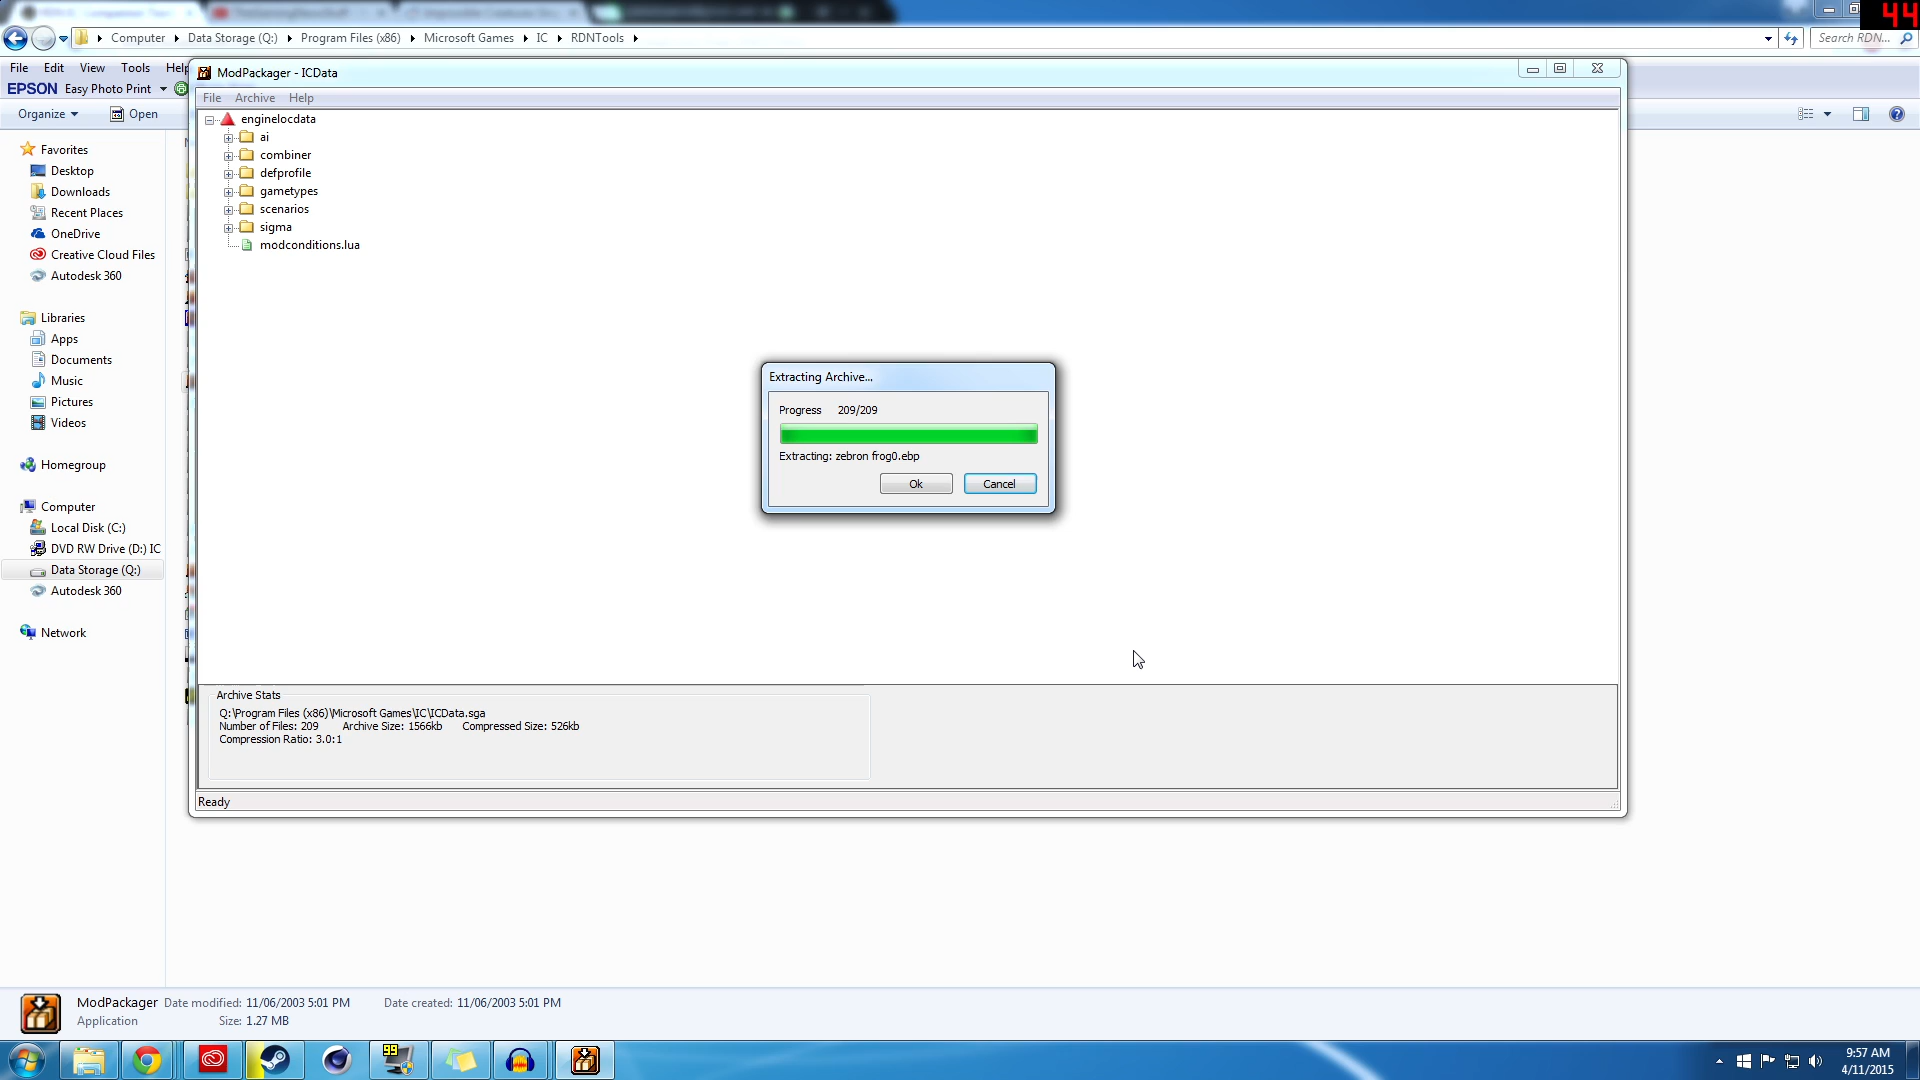 44
Computer Data Storage (Q:) Program Files (x86) Microsoft Games IC RDNTools
Search RDN...
File Edit View Tools Help
EPSON Easy Photo Print
Organize Open
Favorites
Desktop
Downloads
Recent Places
OneDrive
Creative Cloud Files
Autodesk 360
Libraries
Apps
Documents
Music
Pictures
Videos
Homegroup
Computer
Local Disk (C:)
DVD RW Drive (D:) IC
Data Storage (Q:)
Autodesk 360
Network
ModPackager - ICData
File Archive Help
enginelocdata
ai
combiner
defprofile
gametypes
scenarios
sigma
modconditions.lua
Extracting Archive...
Progress 209/209
Extracting: zebron frog0.ebp
Ok Cancel
Archive Stats
Q:\Program Files (x86)\Microsoft Games\IC\ICData.sga
Number of Files: 209 Archive Size: 1566kb Compressed Size: 526kb
Compression Ratio: 3.0:1
Ready
ModPackager Date modified: 11/06/2003 5:01 PM Date created: 11/06/2003 5:01 PM
Application Size: 1.27 MB
99
9:57 AM
4/11/2015